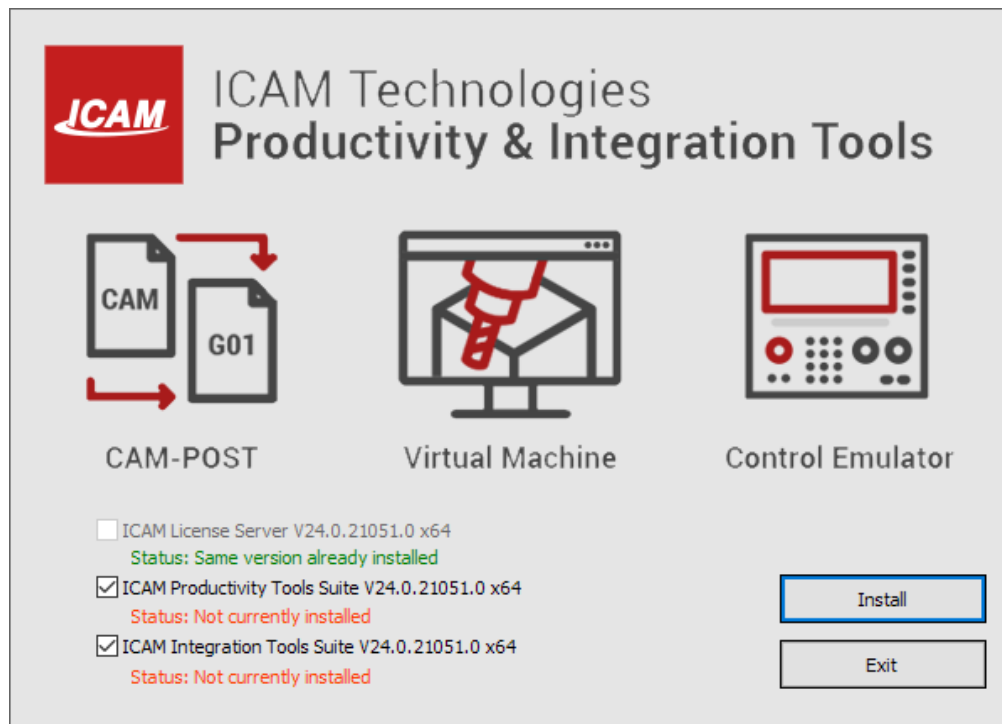 ICAM
ICAM Technologies
Productivity & Integration Tools
CAM
G01
CAM-POST
Virtual Machine
Control Emulator
ICAM License Server V24.0.21051.0 x64
Status: Same version already installed
ICAM Productivity Tools Suite V24.0.21051.0 x64
Status: Not currently installed
ICAM Integration Tools Suite V24.0.21051.0 x64
Status: Not currently installed
Install
Exit